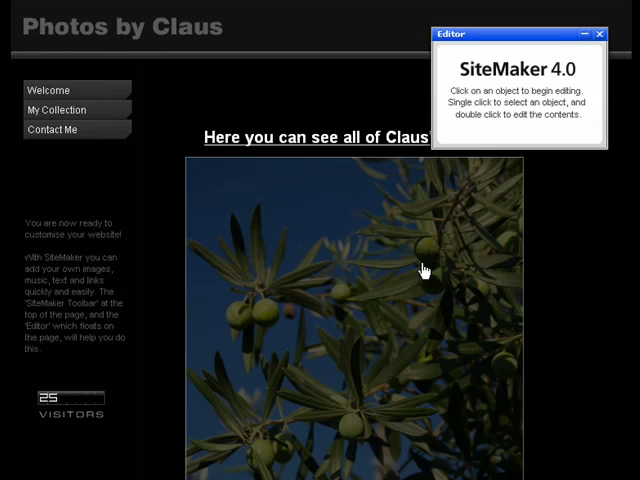 Photos by Claus
Editor
SiteMaker 4.0
Click on an object to begin editing.
Single click to select an object, and
double click to edit the contents.
Welcome
My Collection
Contact Me
Here you can see all of Claus'
You are now ready to
customise your website!
With SiteMaker you can
add your own images,
music, text and links
quickly and easily. The
'SiteMaker Toolbar' at the
top of the page, and the
'Editor' which floats on
the page, will help you do
this.
25
VISITORS